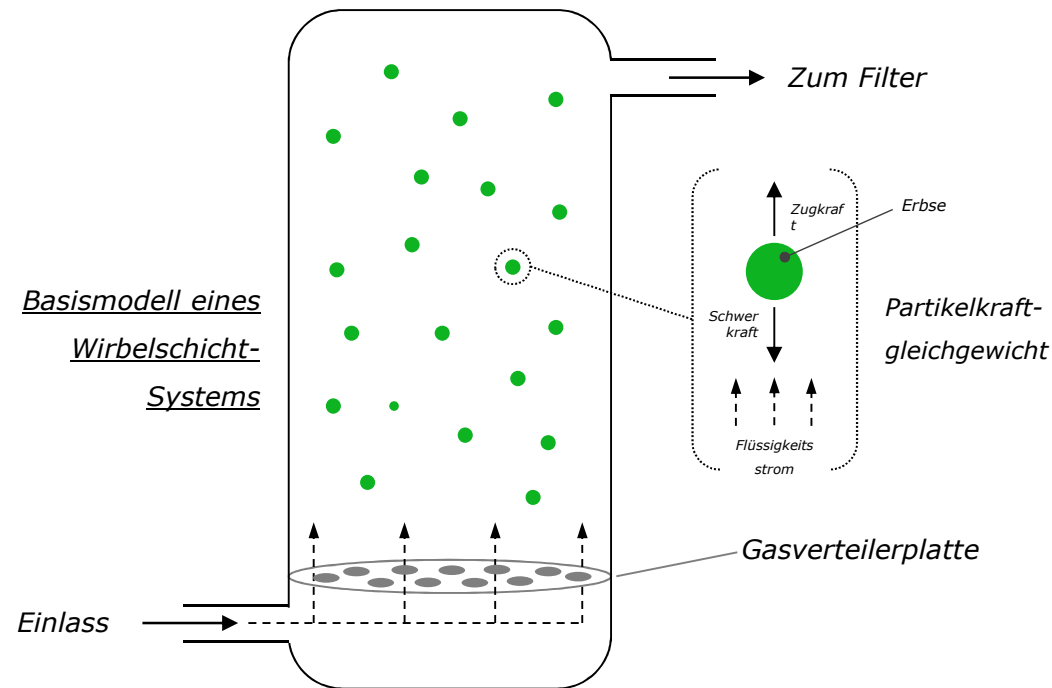 Zum Filter
Zugkraf
t
Erbse
Basismodell eines
Wirbelschicht-
Systems
Schwer
kraft
Partikelkraft-
gleichgewicht
Flüssigkeits
strom
Gasverteilerplatte
Einlass